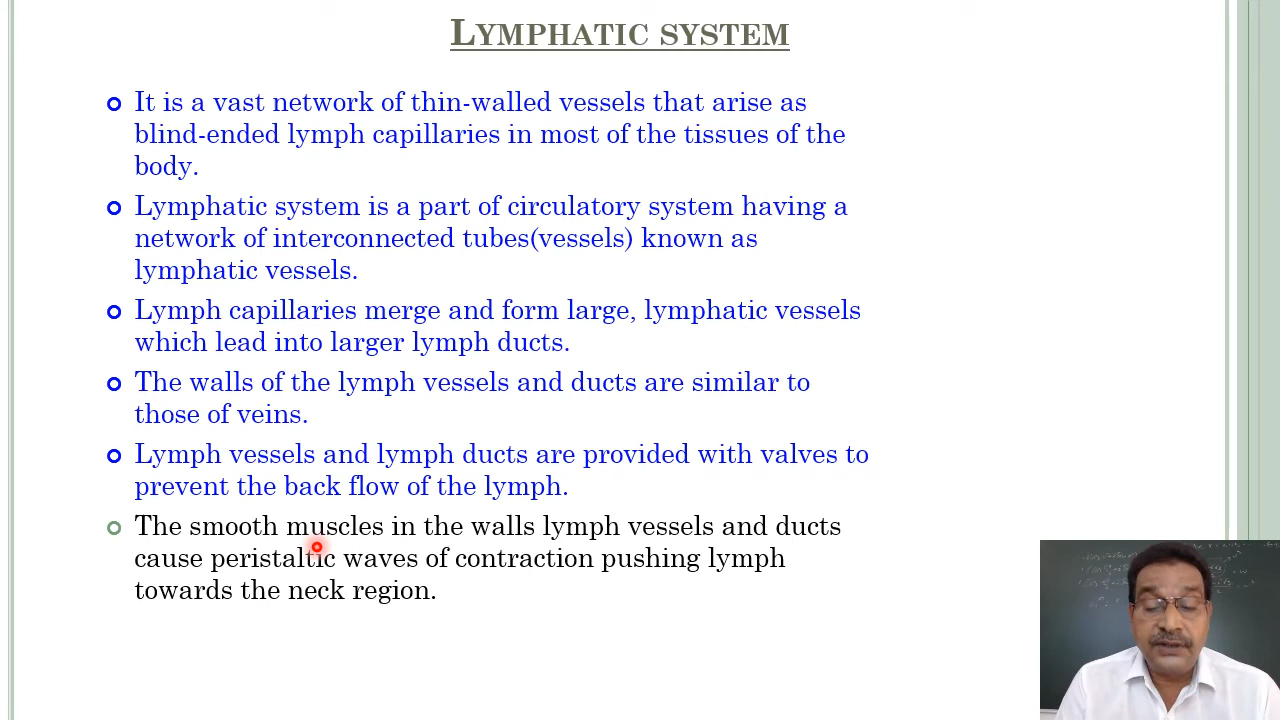 LYMPHATIC SYSTEM
It is a vast network of thin-walled vessels that arise as
blind-ended lymph capillaries in most of the tissues of the
body.
Lymphatic system is a part of circulatory system having a
network of interconnected tubes(vessels) known as
lymphatic vessels.
Lymph capillaries merge and form large, lymphatic vessels
which lead into larger lymph ducts.
The walls of the lymph vessels and ducts are similar to
those of veins.
Lymph vessels and lymph ducts are provided with valves to
prevent the back flow of the lymph.
The smooth muscles in the walls lymph vessels and ducts
cause peristaltic waves of contraction pushing lymph
towards the neck region.